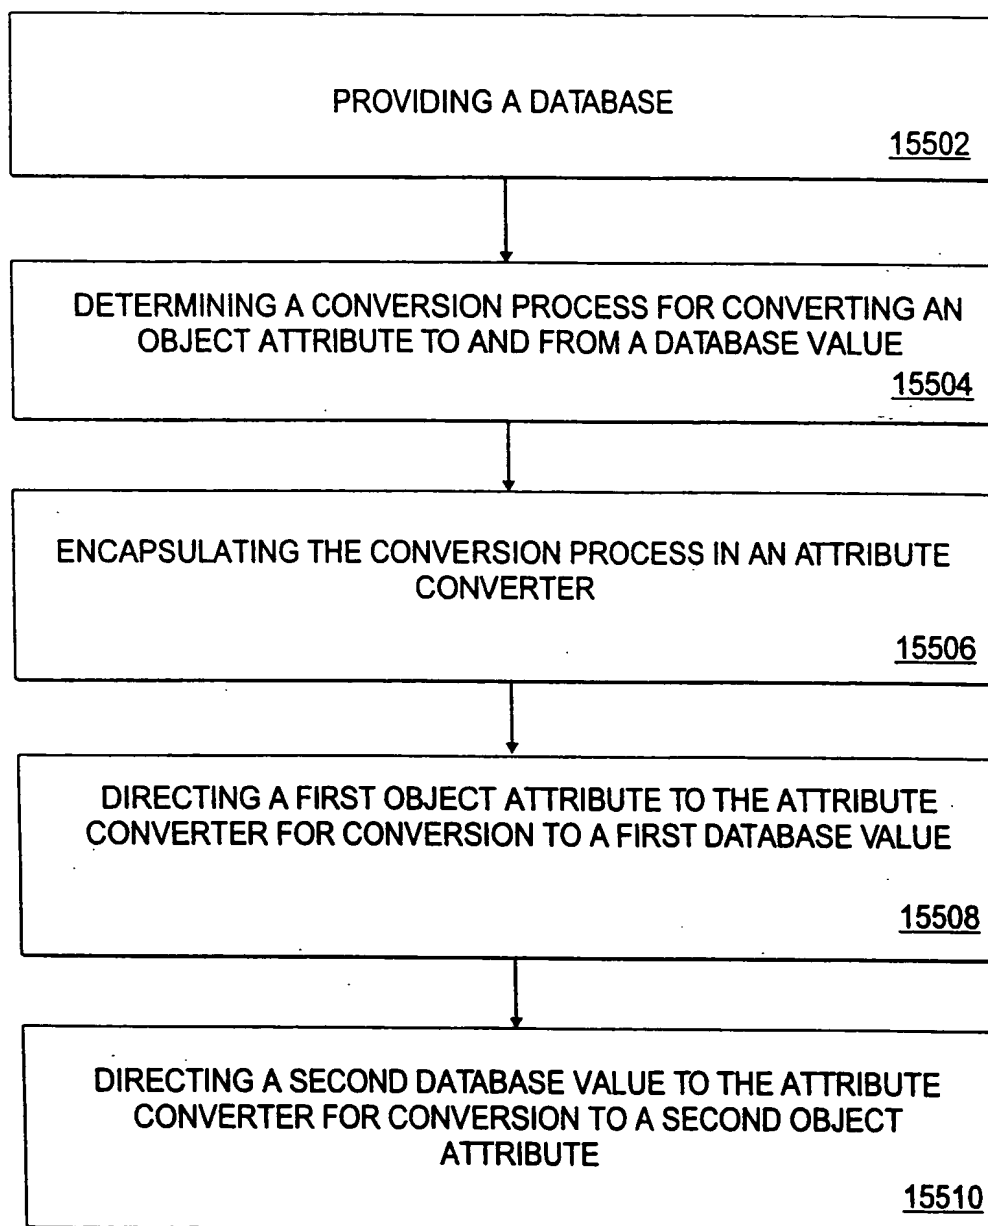 PROVIDING A DATABASE
15502
DETERMINING A CONVERSION PROCESS FOR CONVERTING AN
OBJECT ATTRIBUTE TO AND FROM A DATABASE VALUE
15504
ENCAPSULATING THE CONVERSION PROCESS IN AN ATTRIBUTE
CONVERTER
15506
DIRECTING A FIRST OBJECT ATTRIBUTE TO THE ATTRIBUTE
CONVERTER FOR CONVERSION TO A FIRST DATABASE VALUE
15508
DIRECTING A SECOND DATABASE VALUE TO THE ATTRIBUTE
CONVERTER FOR CONVERSION TO A SECOND OBJECT
ATTRIBUTE
15510